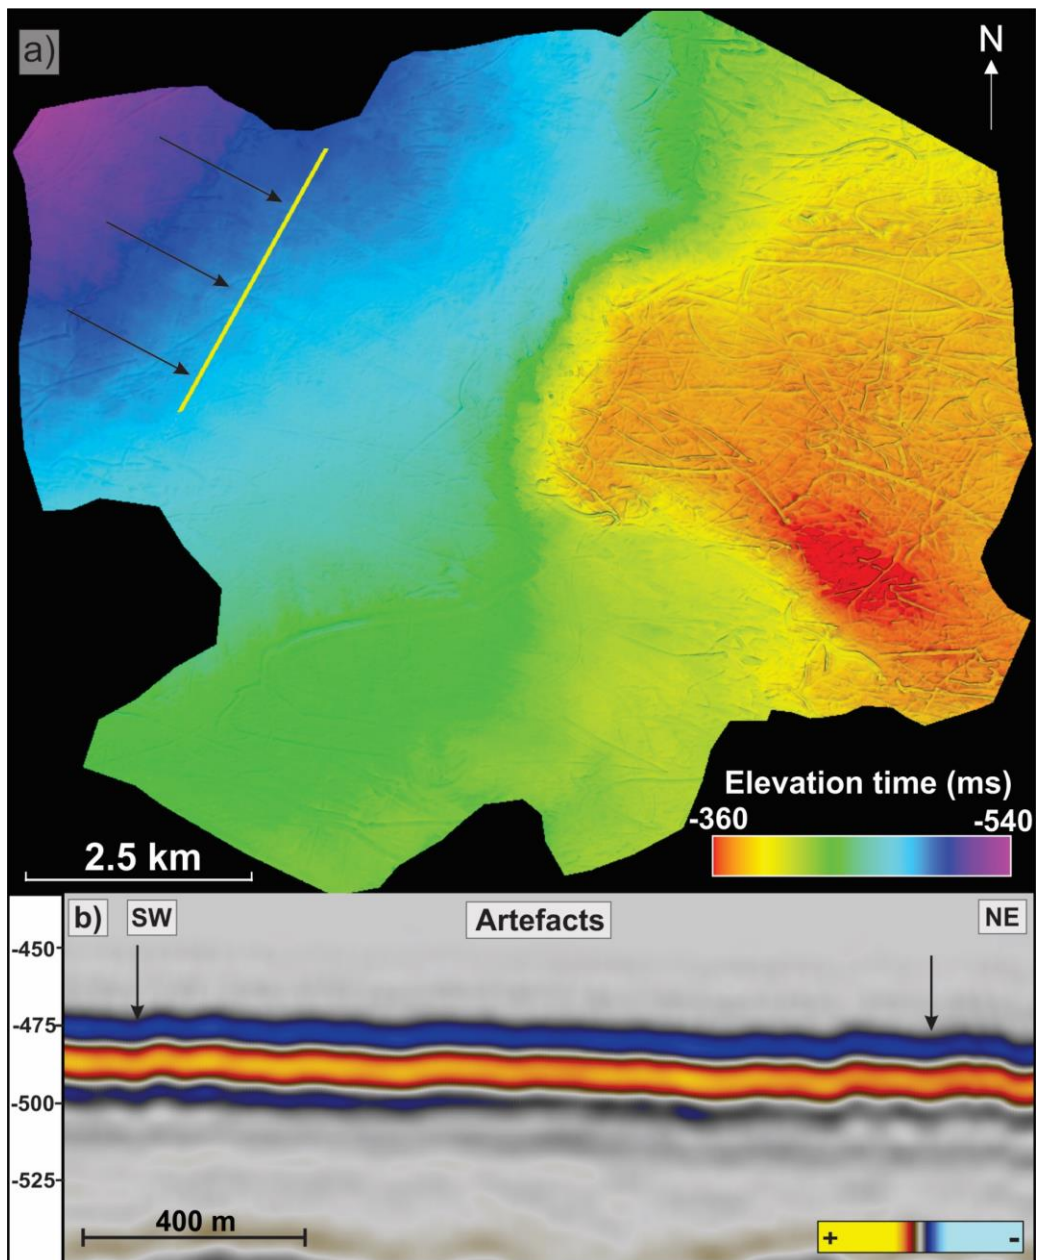 a)
N
Elevation time (ms)
-360 -540
2.5 km
b) SW Artefacts NE
-450
-475
-500
-525
400 m
+ -